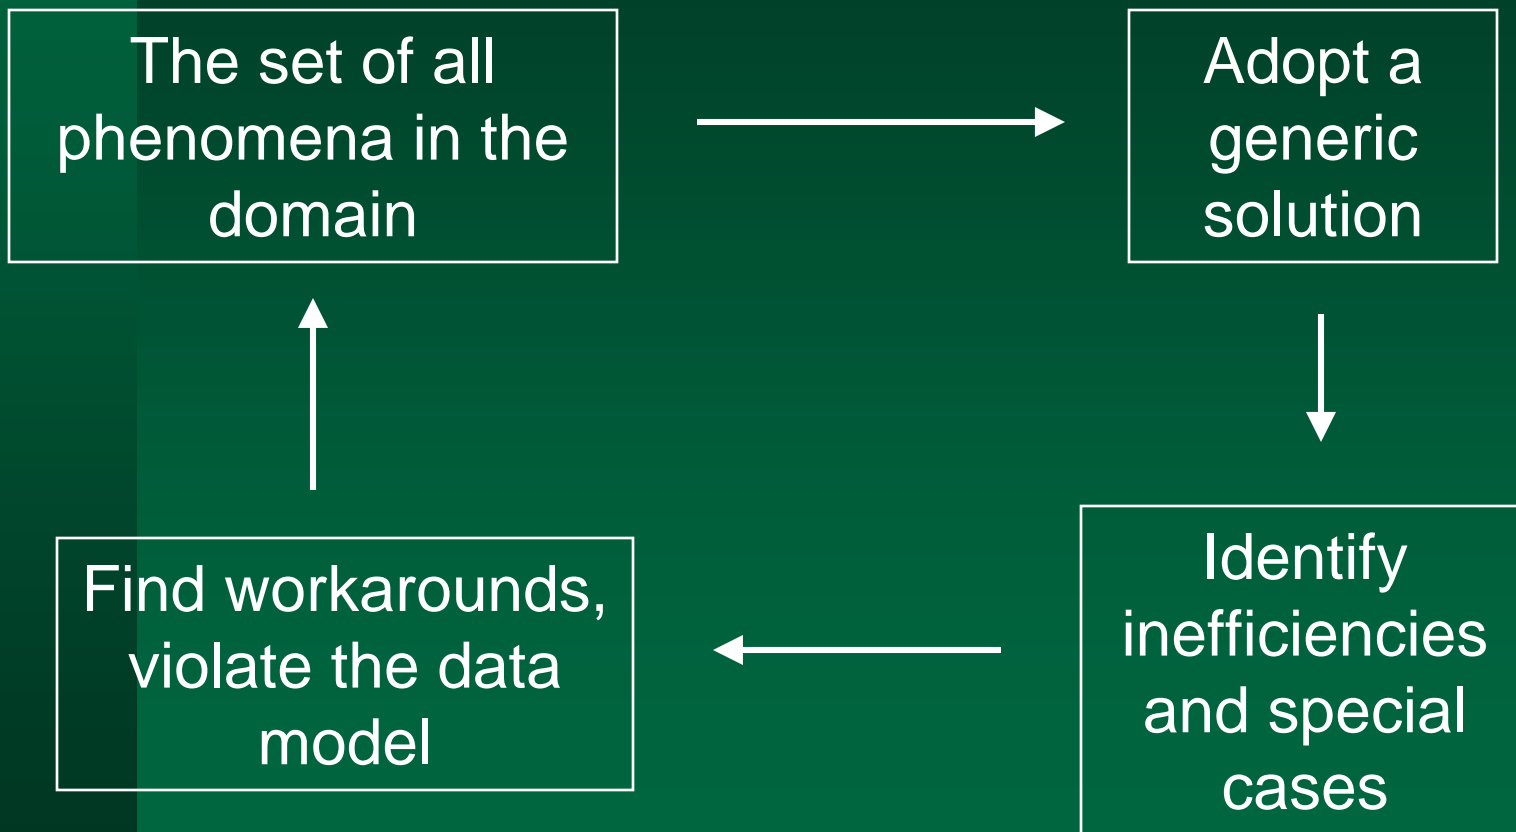 The set of all
phenomena in the
domain
Adopt a
generic
solution
Identify
inefficiencies
and special
cases
Find workarounds,
violate the data
model